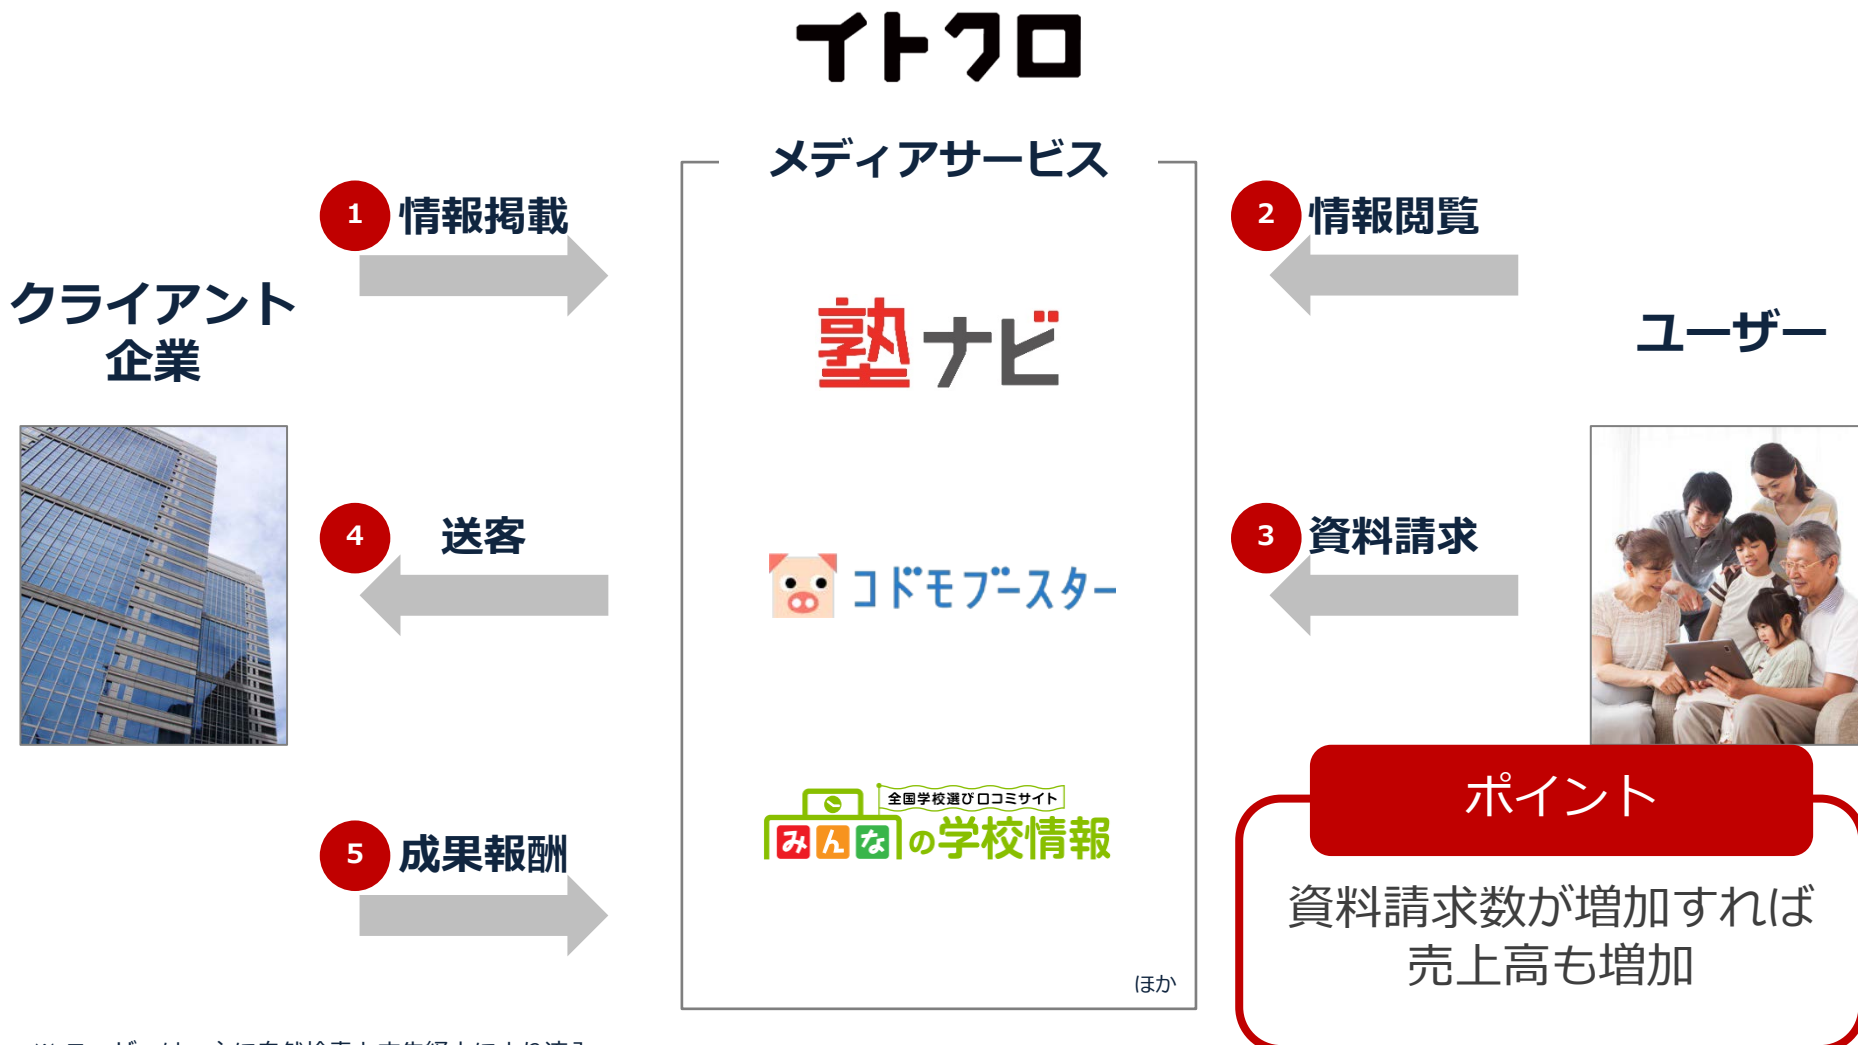 イトクロ
メディアサービス
1 情報掲載
2 情報閲覧
クライアント
企業
塾ナビ
ユーザー
4 送客
3 資料請求
コドモブースター
全国学校選び口コミサイト
みんなの学校情報
5 成果報酬
ポイント
資料請求数が増加すれば
売上高も増加
ほか